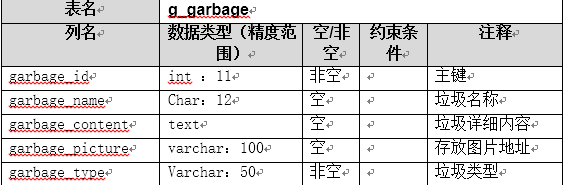 表名 g_garbage
列名 数据类型（精度范围） 空/非空 约束条件 注释
garbage_id int ：11 非空 主键
garbage_name Char：12 空 垃圾名称
garbage_content text 空 垃圾详细内容
garbage_picture varchar：100 空 存放图片地址
garbage_type Varchar：50 非空 垃圾类型